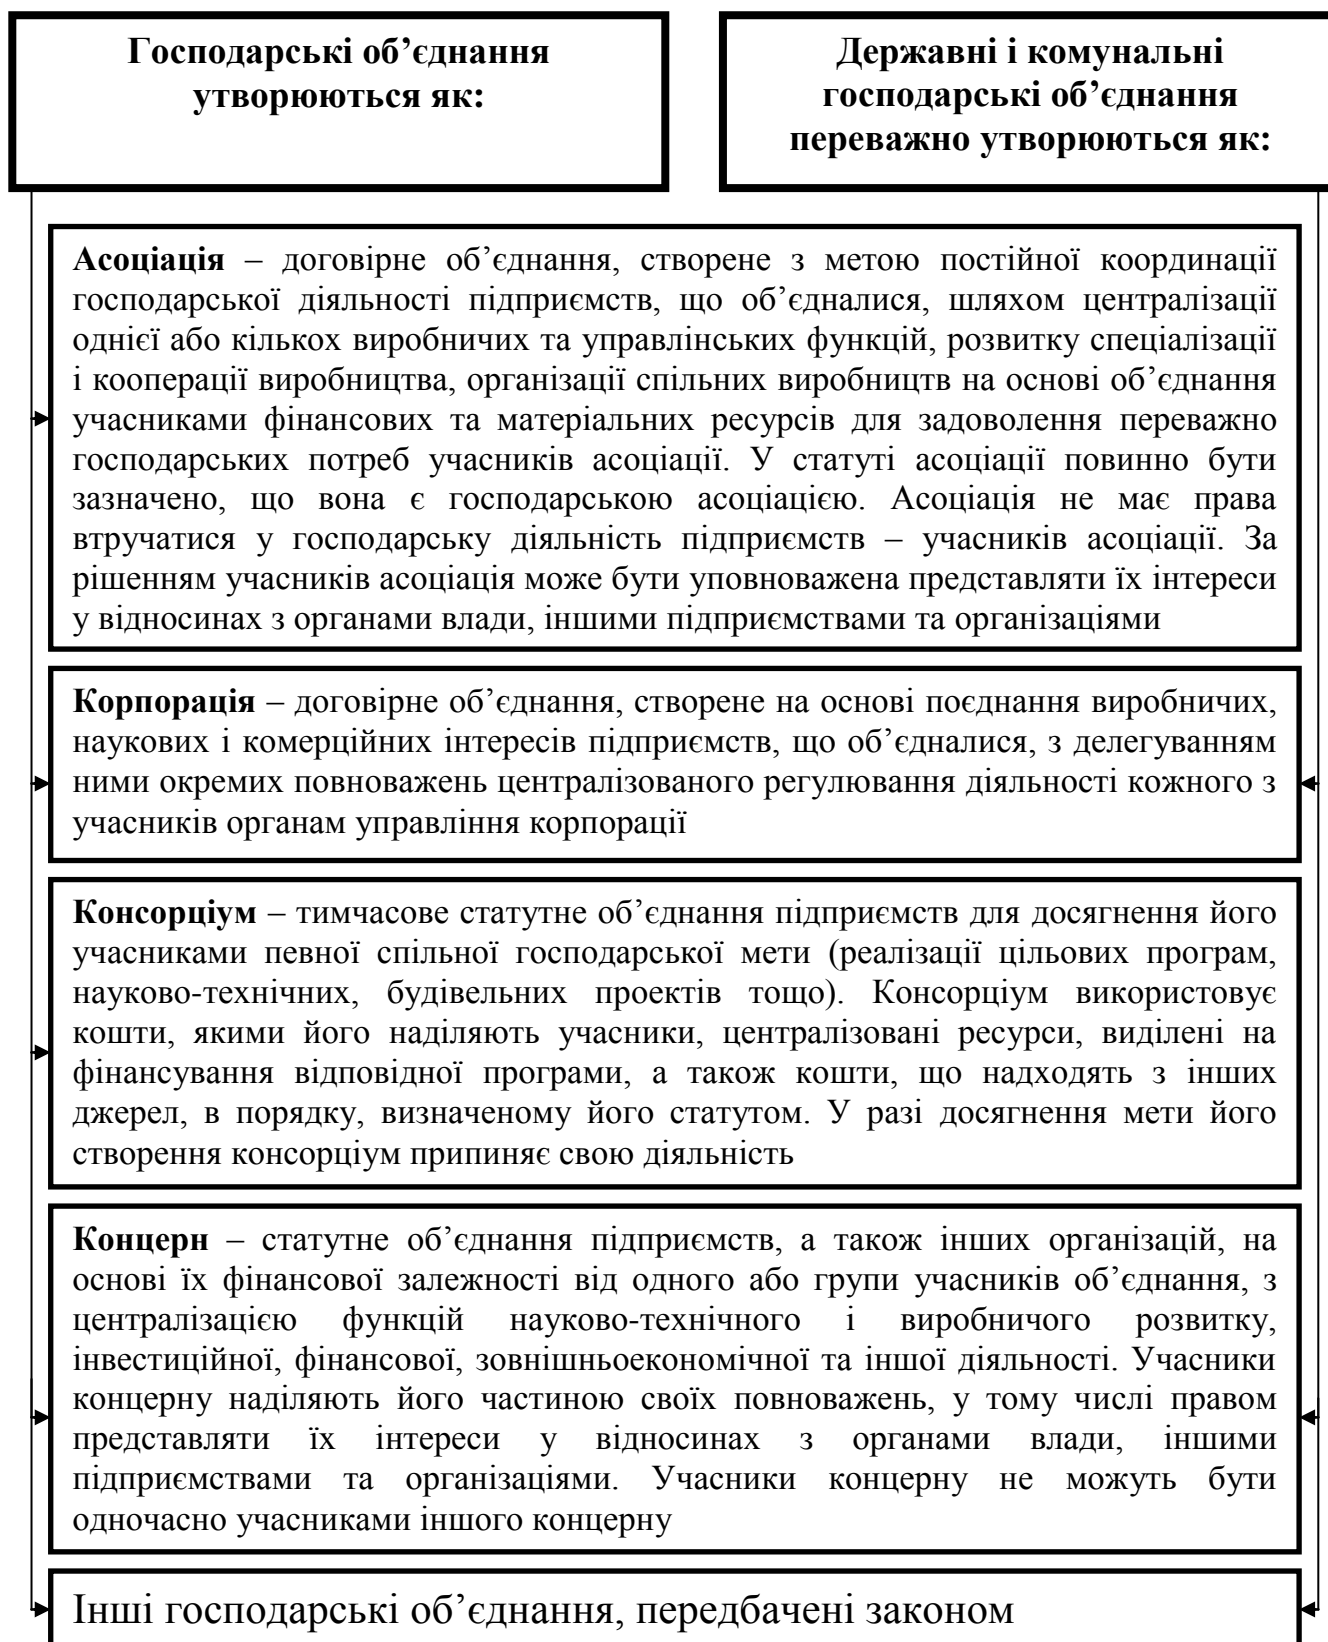 Господарські об’єднання
утворюються як:
Державні і комунальні
господарські об’єднання
переважно утворюються як:
Асоціація – договірне об’єднання, створене з метою постійної координації
господарської діяльності підприємств, що об’єдналися, шляхом централізації
однієї або кількох виробничих та управлінських функцій, розвитку спеціалізації
і кооперації виробництва, організації спільних виробництв на основі об’єднання
учасниками фінансових та матеріальних ресурсів для задоволення переважно
господарських потреб учасників асоціації. У статуті асоціації повинно бути
зазначено, що вона є господарською асоціацією. Асоціація не має права
втручатися у господарську діяльність підприємств – учасників асоціації. За
рішенням учасників асоціація може бути уповноважена представляти їх інтереси
у відносинах з органами влади, іншими підприємствами та організаціями
Корпорація – договірне об’єднання, створене на основі поєднання виробничих,
наукових і комерційних інтересів підприємств, що об’єдналися, з делегуванням
ними окремих повноважень централізованого регулювання діяльності кожного з
учасників органам управління корпорації
Консорціум – тимчасове статутне об’єднання підприємств для досягнення його
учасниками певної спільної господарської мети (реалізації цільових програм,
науково-технічних, будівельних проектів тощо). Консорціум використовує
кошти, якими його наділяють учасники, централізовані ресурси, виділені на
фінансування відповідної програми, а також кошти, що надходять з інших
джерел, в порядку, визначеному його статутом. У разі досягнення мети його
створення консорціум припиняє свою діяльність
Концерн – статутне об’єднання підприємств, а також інших організацій, на
основі їх фінансової залежності від одного або групи учасників об’єднання, з
централізацією функцій науково-технічного і виробничого розвитку,
інвестиційної, фінансової, зовнішньоекономічної та іншої діяльності. Учасники
концерну наділяють його частиною своїх повноважень, у тому числі правом
представляти їх інтереси у відносинах з органами влади, іншими
підприємствами та організаціями. Учасники концерну не можуть бути
одночасно учасниками іншого концерну
Інші господарські об’єднання, передбачені законом